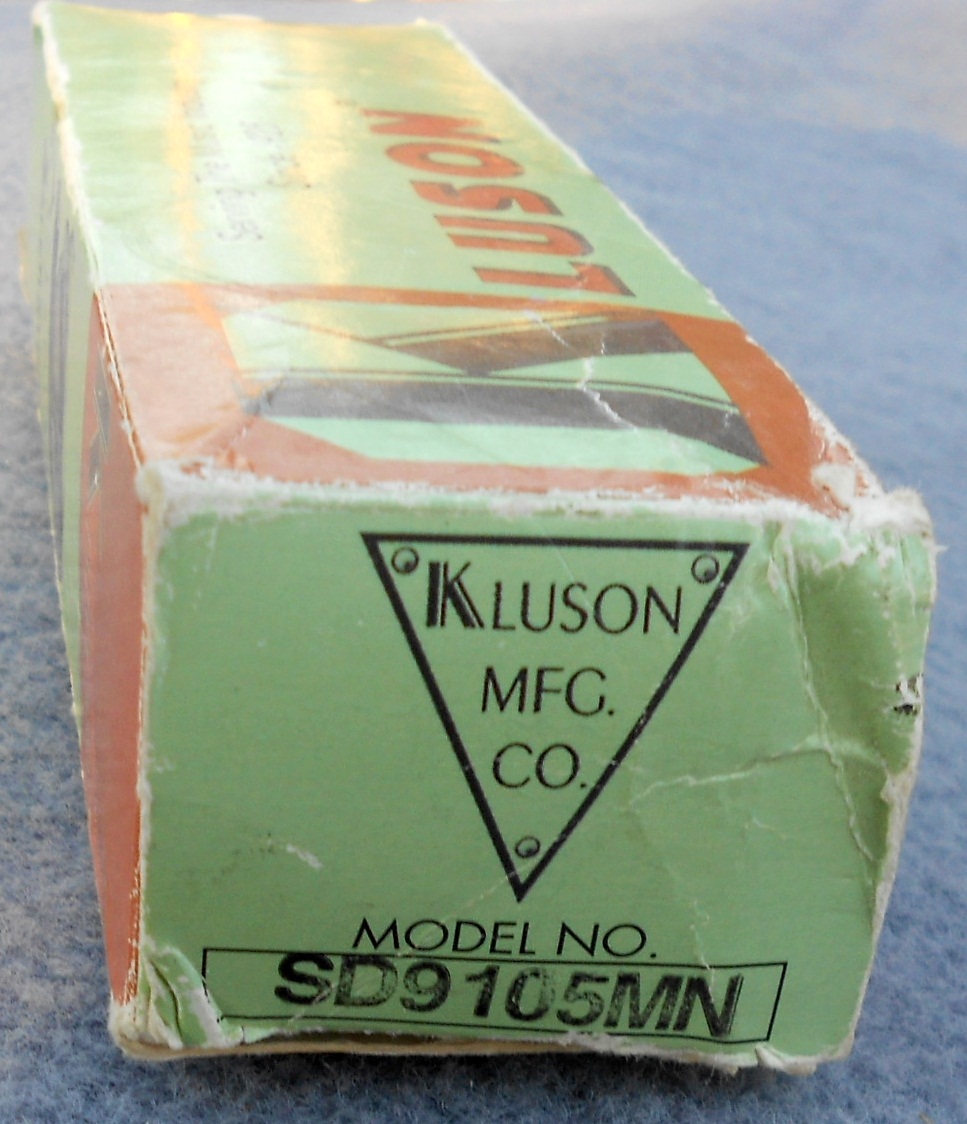 KLUSON
KLUSON
MFG.
CO.
MODEL NO.
SD9105MN